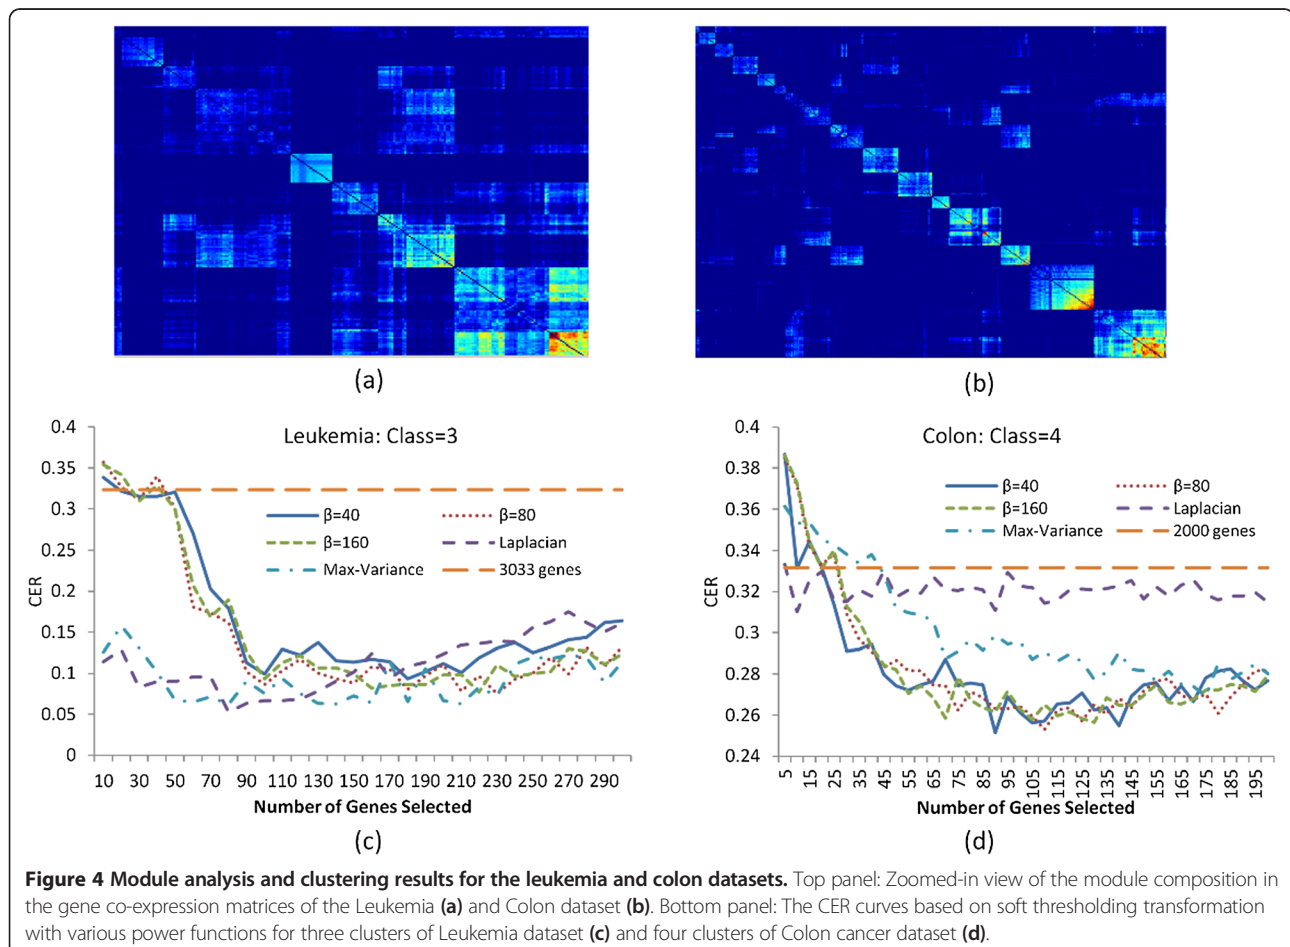 (a)
(b)
Leukemia: Class=3
0.4
0.35
0.3
0.25
0.2
0.15
0.1
0.05
0
CER
β=40
β=80
β=160
Laplacian
Max-Variance
3033 genes
10 30 50 70 90 110 130 150 170 190 210 230 250 270 290
Number of Genes Selected
(c)
Colon: Class=4
0.4
0.38
0.36
0.34
0.32
0.3
0.28
0.26
0.24
CER
β=40
β=80
β=160
Laplacian
Max-Variance
2000 genes
5 15 25 35 45 55 65 75 85 95 105 115 125 135 145 155 165 175 185 195
Number of Genes Selected
(d)
Figure 4 Module analysis and clustering results for the leukemia and colon datasets. Top panel: Zoomed-in view of the module composition in
the gene co-expression matrices of the Leukemia (a) and Colon dataset (b). Bottom panel: The CER curves based on soft thresholding transformation
with various power functions for three clusters of Leukemia dataset (c) and four clusters of Colon cancer dataset (d).